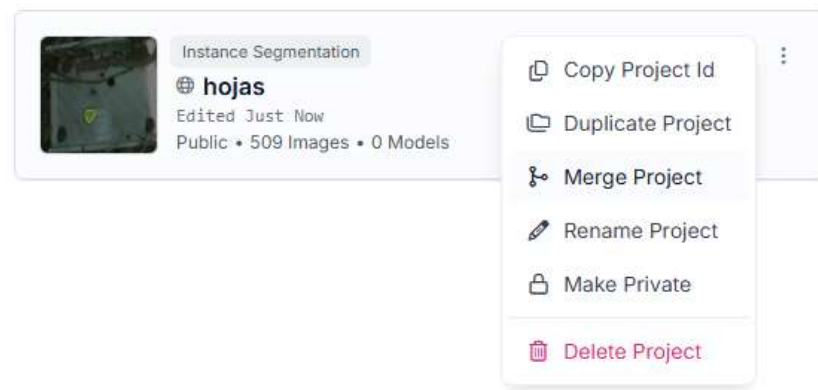 Instance Segmentation
hojas
Edited Just Now
Public • 509 Images • 0 Models
Copy Project Id
Duplicate Project
Merge Project
Rename Project
Make Private
Delete Project